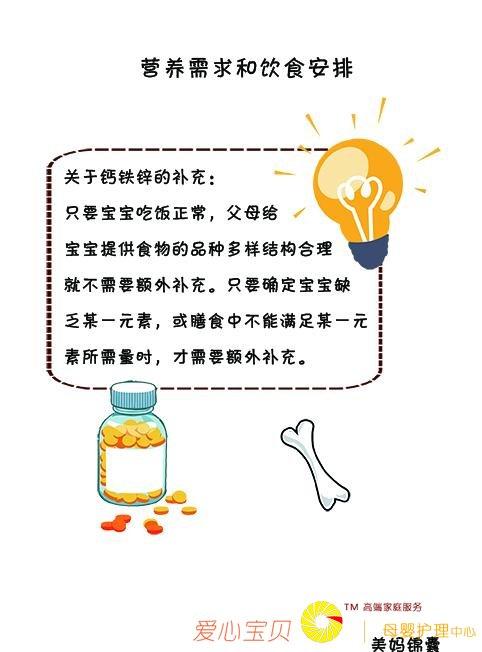 营养需求和饮食安排
关于钙铁锌的补充：
只要宝宝吃饭正常，父母给
宝宝提供食物的品种多样结构合理
就不需要额外补充。只要确定宝宝缺
乏某一元素，或膳食中不能满足某一元
素所需量时，才需要额外补充。
TM 高端家庭服务
爱心宝贝
母婴护理中心
美妈锦囊